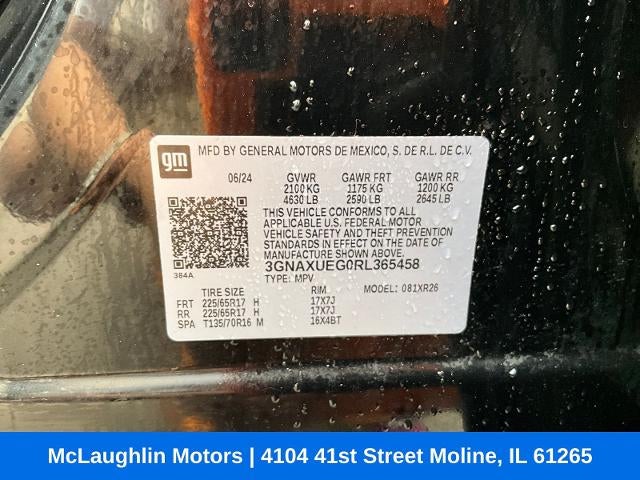 gm
MFD BY GENERAL MOTORS DE MEXICO, S. DE R.L. DE C.V.
06/24 GVWR GAWR FRT GAWR RR
2100 KG 1175 KG 1200 KG
4630 LB 2590 LB 2645 LB
THIS VEHICLE CONFORMS TO ALL
APPLICABLE U.S. FEDERAL MOTOR
VEHICLE SAFETY AND THEFT PREVENTION
STANDARDS IN EFFECT ON THE DATE OF
MANUFACTURE SHOWN ABOVE.
3GNAXUEG0RL365458
384A
TYPE: MPV
TIRE SIZE RIM MODEL: 081XR26
FRT 225/65R17 H 17X7J
RR 225/65R17 H 17X7J
SPA T135/70R16 M 16X4BT
McLaughlin Motors | 4104 41st Street Moline, IL 61265